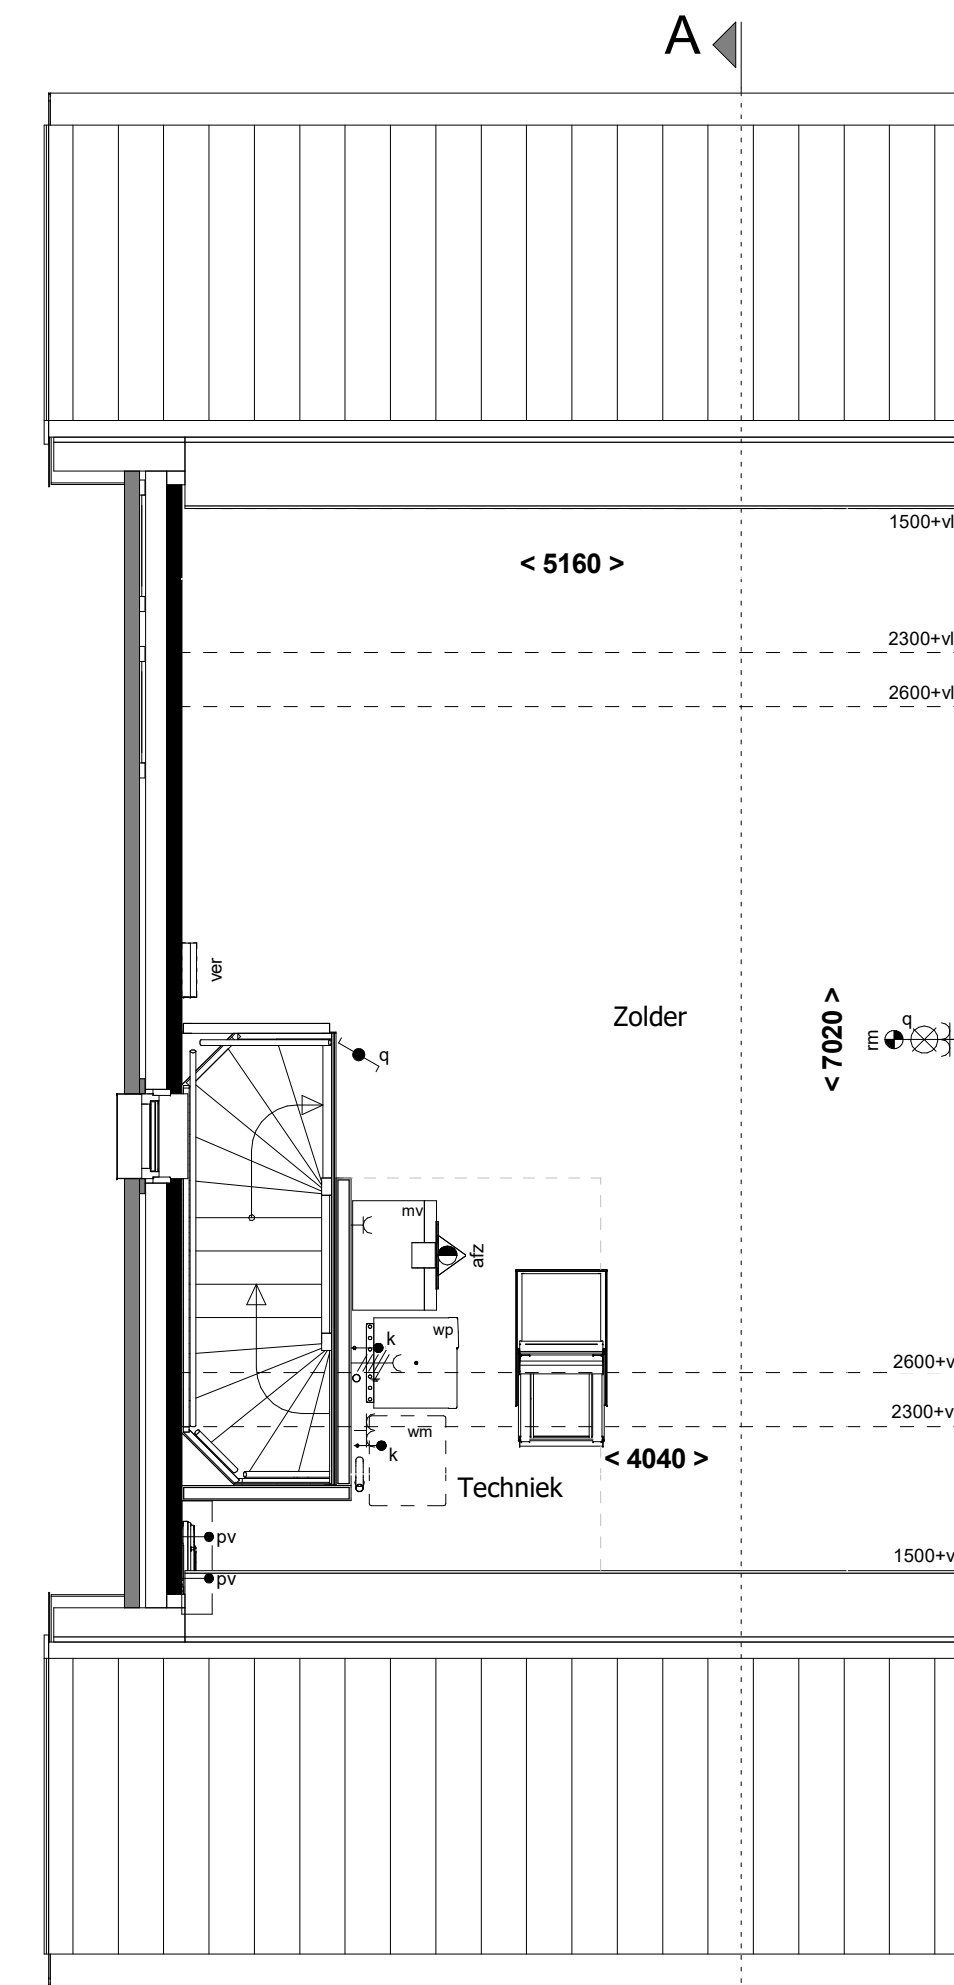 A
1500+vl
< 5160 >
2300+vl
2600+vl
ver
Zolder
< 7020 >
rm
q
q
mv
afz
wp
k
2600+v
2300+v
wm
k
< 4040 >
Techniek
pv
1500+v
pv